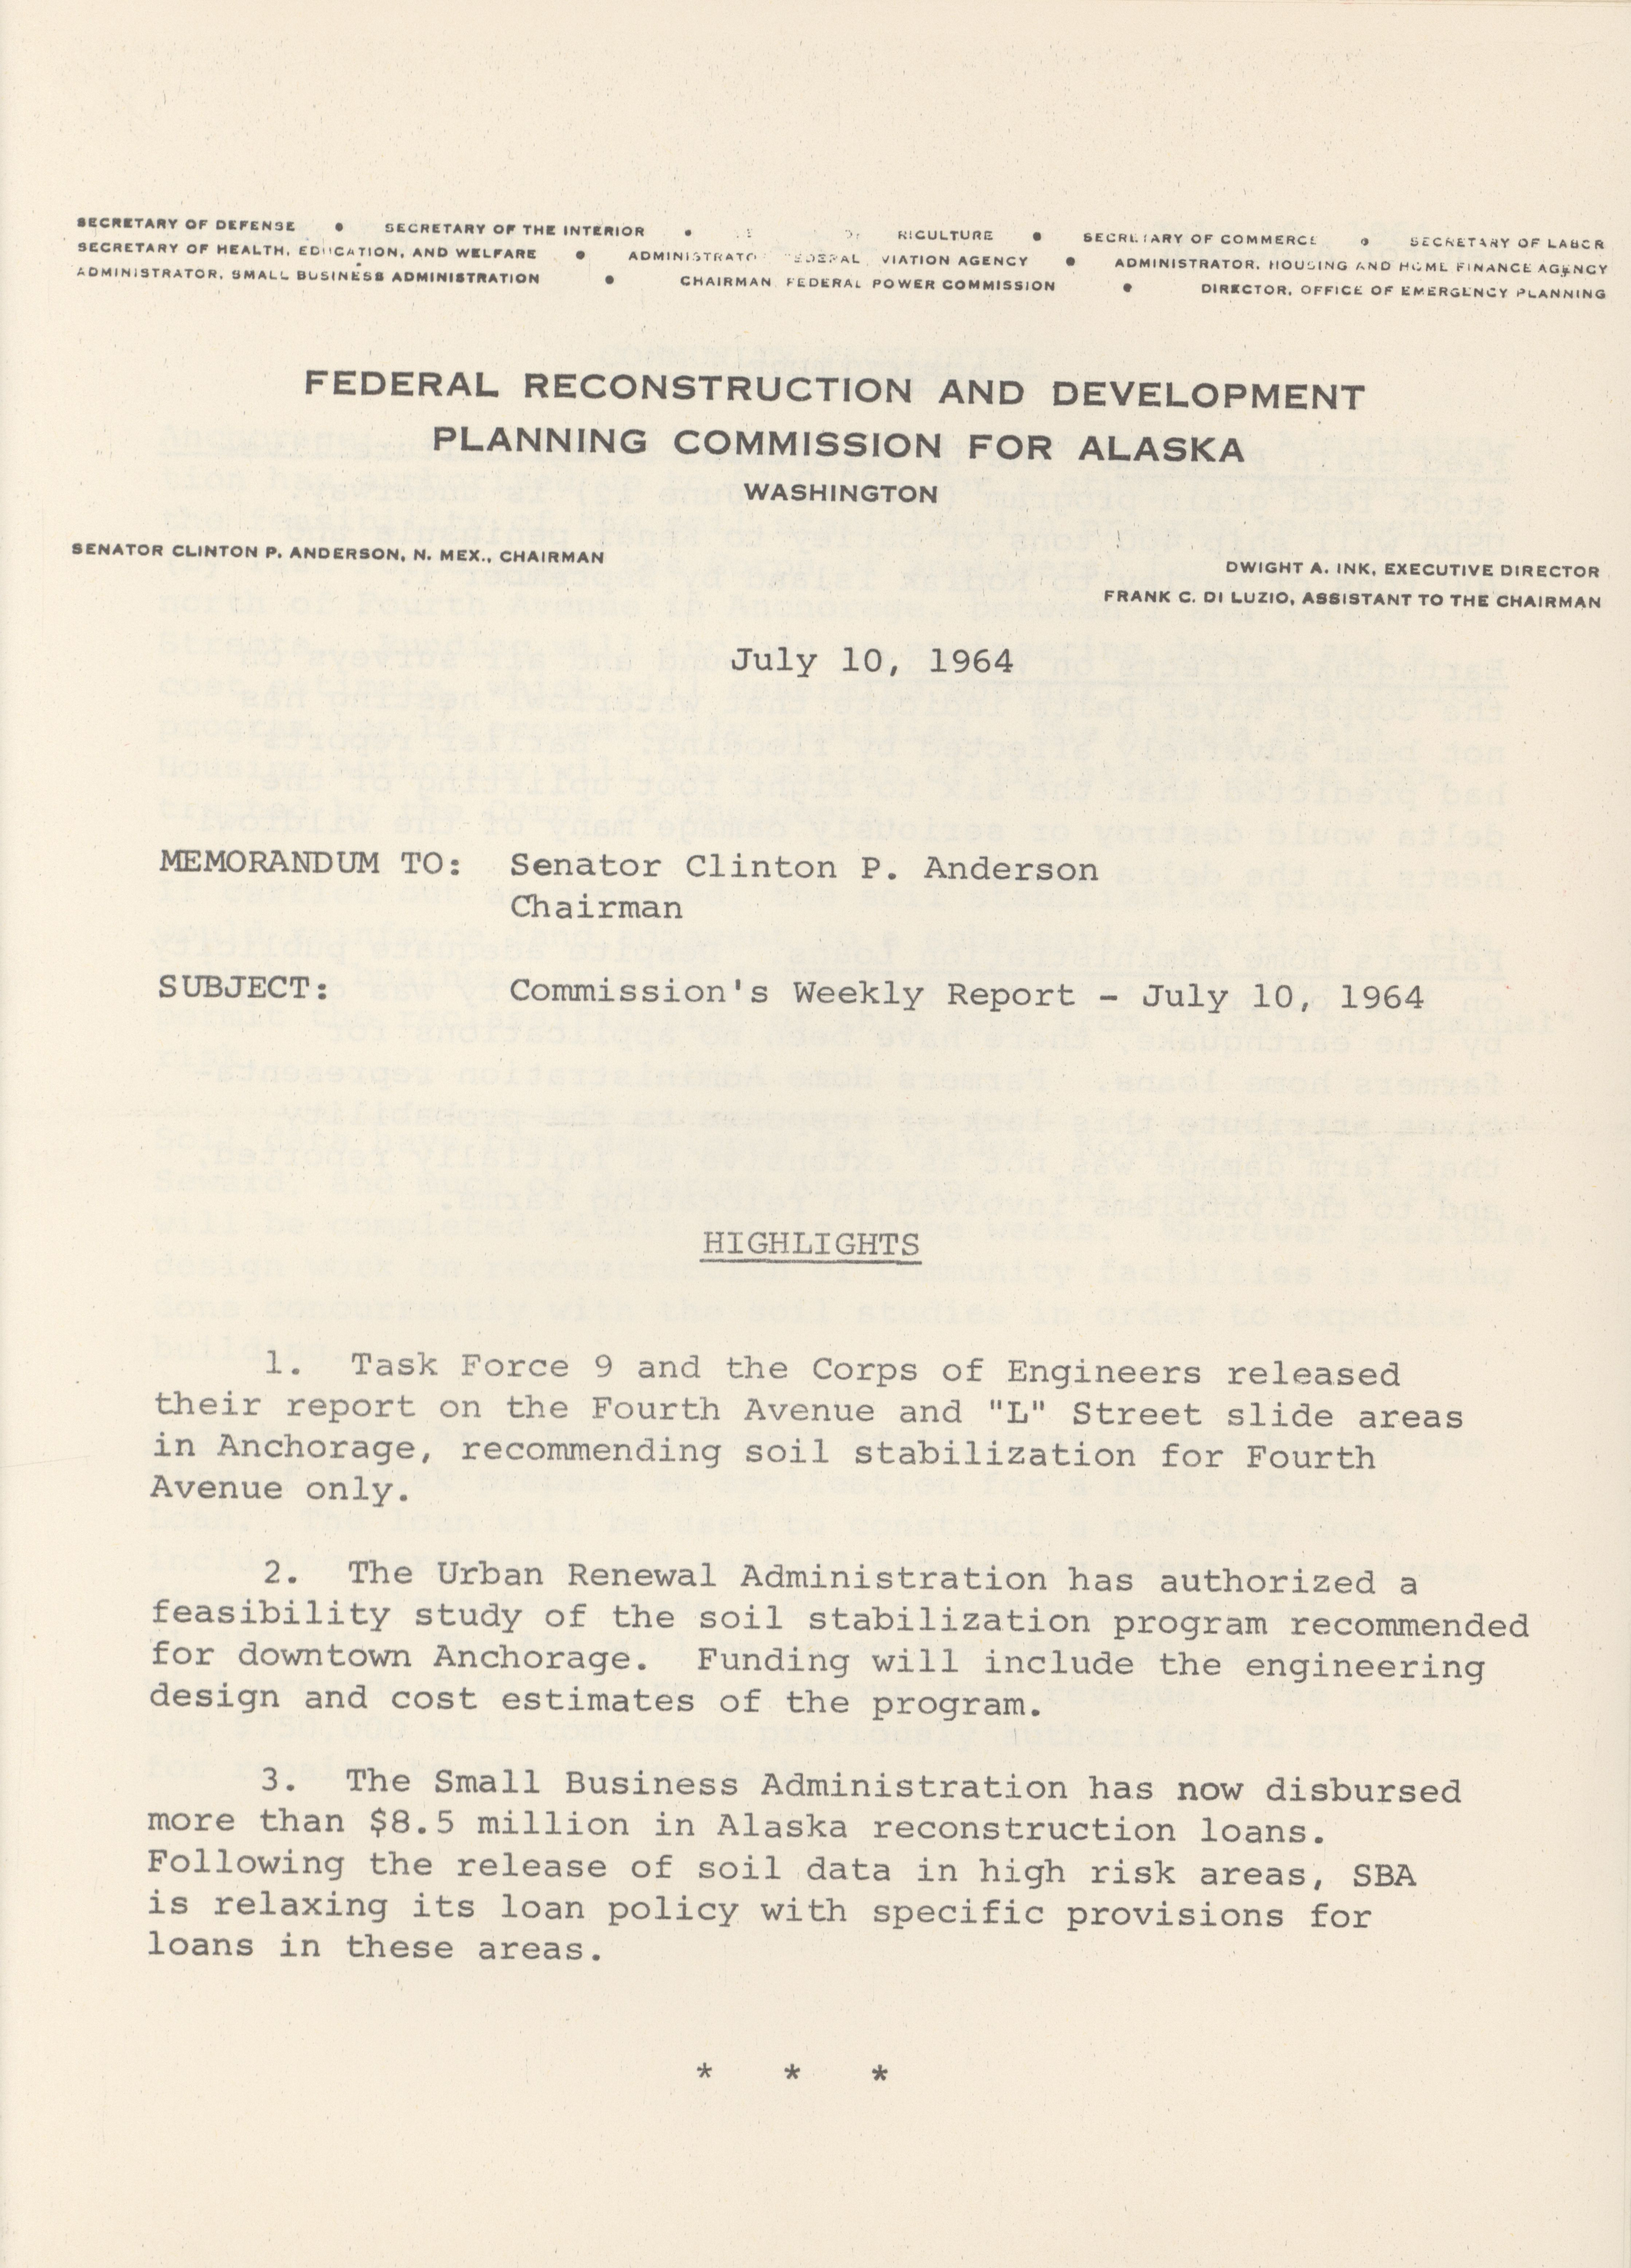 SECRETARY OF DEFENSE • SECRETARY OF THE INTERIOR • RICULTURE • SECRETARY OF COMMERCE • SECRETARY OF LABOR
SECRETARY OF HEALTH, EDUCATION, AND WELFARE • ADMINISTRATO FEDERAL VIATION AGENCY • ADMINISTRATOR, HOUSING AND HOME FINANCE AGENCY
ADMINISTRATOR, SMALL BUSINESS ADMINISTRATION • CHAIRMAN FEDERAL POWER COMMISSION • DIRECTOR, OFFICE OF EMERGENCY PLANNING
FEDERAL RECONSTRUCTION AND DEVELOPMENT
PLANNING COMMISSION FOR ALASKA
WASHINGTON
SENATOR CLINTON P. ANDERSON, N. MEX., CHAIRMAN
DWIGHT A. INK, EXECUTIVE DIRECTOR
FRANK C. DI LUZIO, ASSISTANT TO THE CHAIRMAN
July 10, 1964
MEMORANDUM TO: Senator Clinton P. Anderson
Chairman
SUBJECT: Commission's Weekly Report - July 10, 1964
HIGHLIGHTS
1. Task Force 9 and the Corps of Engineers released
their report on the Fourth Avenue and "L" Street slide areas
in Anchorage, recommending soil stabilization for Fourth
Avenue only.
2. The Urban Renewal Administration has authorized a
feasibility study of the soil stabilization program recommended
for downtown Anchorage. Funding will include the engineering
design and cost estimates of the program.
3. The Small Business Administration has now disbursed
more than $8.5 million in Alaska reconstruction loans.
Following the release of soil data in high risk areas, SBA
is relaxing its loan policy with specific provisions for
loans in these areas.
* * *